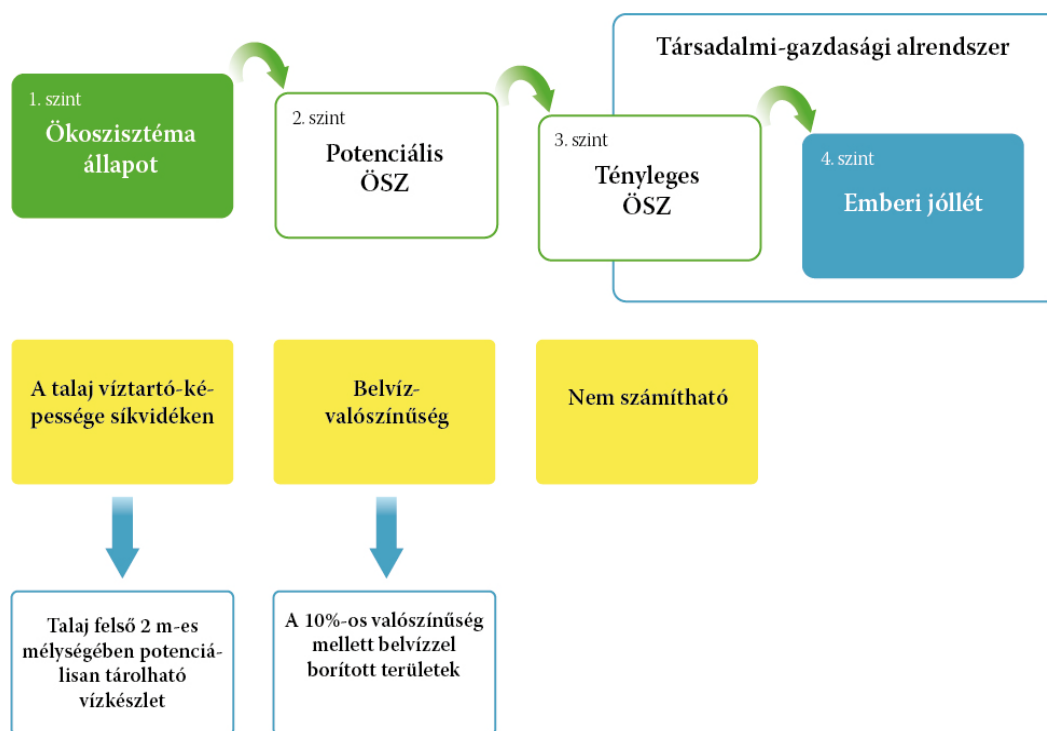 Társadalmi-gazdasági alrendszer
1. szint
Ökoszisztéma
állapot
2. szint
Potenciális
ÖSZ
3. szint
Tényleges
ÖSZ
4. szint
Emberi jóllét
A talaj víztartó-ké-
pessége síkvidéken
Belvíz-
valószínűség
Nem számítható
Talaj felső 2 m-es
mélységében potenciá-
lisan tárolható
vízkészlet
A 10%-os valószínűség
mellett belvízzel
borított területek